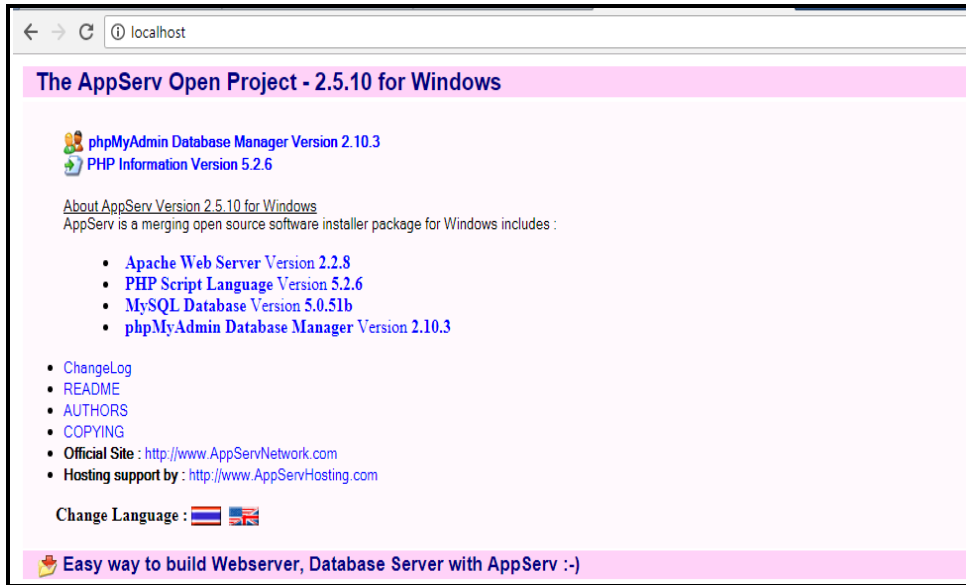 localhost
The AppServ Open Project - 2.5.10 for Windows
phpMyAdmin Database Manager Version 2.10.3
PHP Information Version 5.2.6
About AppServ Version 2.5.10 for Windows
AppServ is a merging open source software installer package for Windows includes :
Apache Web Server Version 2.2.8
PHP Script Language Version 5.2.6
MySQL Database Version 5.0.51b
phpMyAdmin Database Manager Version 2.10.3
ChangeLog
README
AUTHORS
COPYING
Official Site : http://www.AppServNetwork.com
Hosting support by : http://www.AppServHosting.com
Change Language :
Easy way to build Webserver, Database Server with AppServ :-)